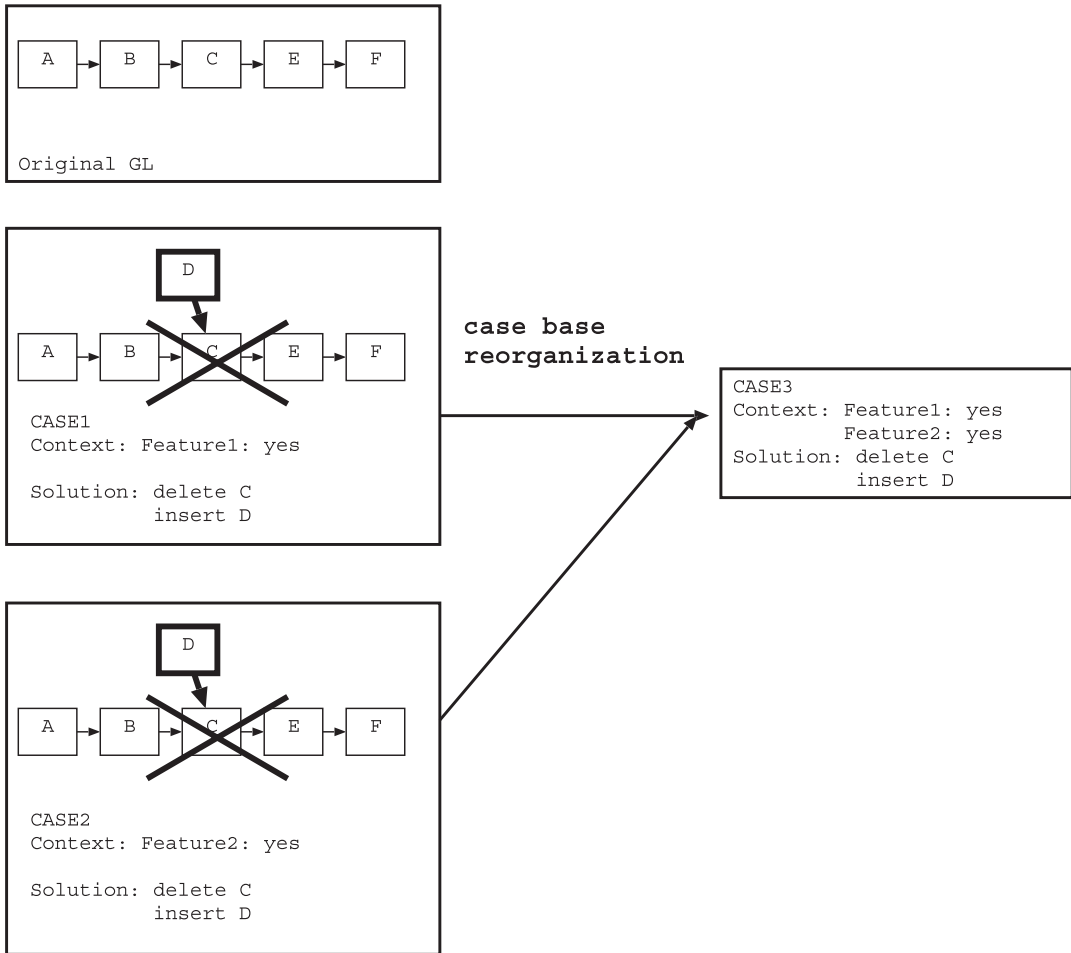 A B C E F
Original GL
D
A B C E F
CASE1
Context: Feature1: yes
Solution: delete C
insert D
case base
reorganization
CASE3
Context: Feature1: yes
Feature2: yes
Solution: delete C
insert D
D
A B C E F
CASE2
Context: Feature2: yes
Solution: delete C
insert D